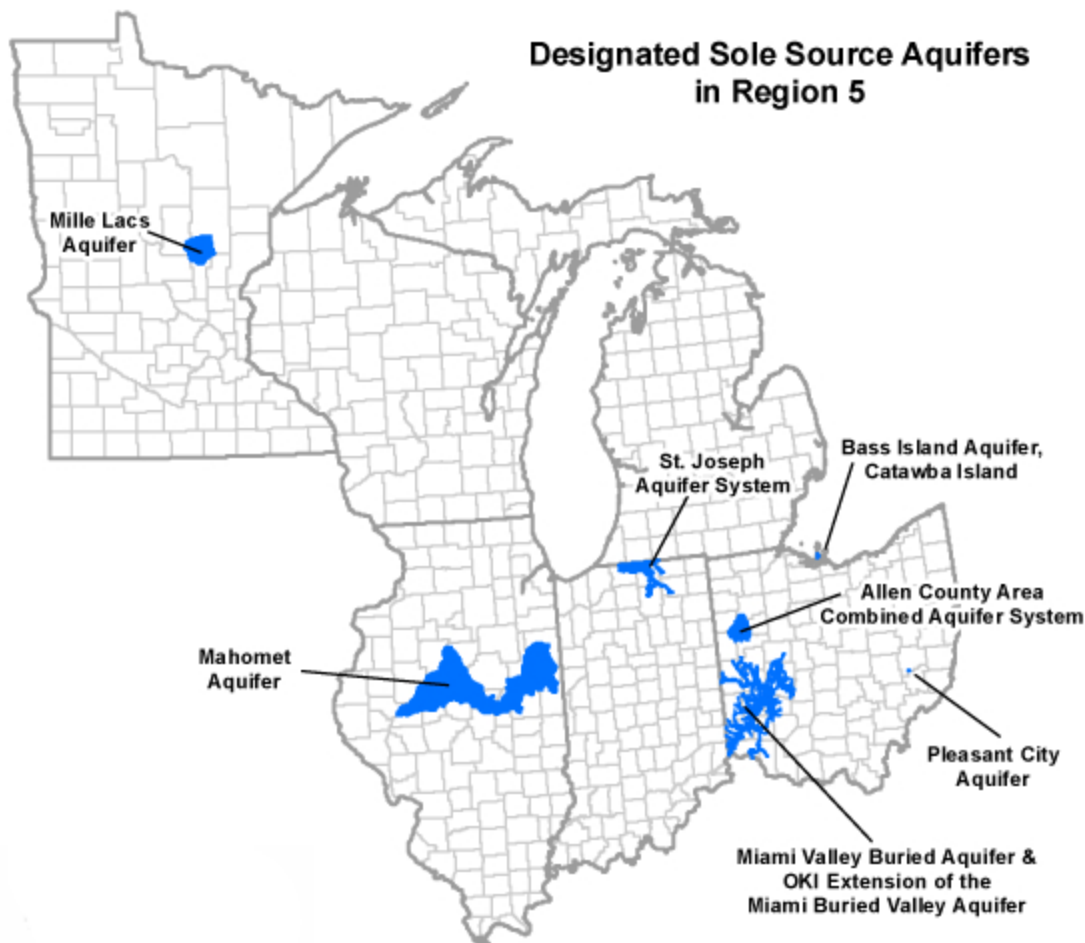 Designated Sole Source Aquifers
in Region 5
Mille Lacs
Aquifer
St. Joseph
Aquifer System
Bass Island Aquifer,
Catawba Island
Allen County Area
Combined Aquifer System
Mahomet
Aquifer
Pleasant City
Aquifer
Miami Valley Buried Aquifer &
OKI Extension of the
Miami Buried Valley Aquifer